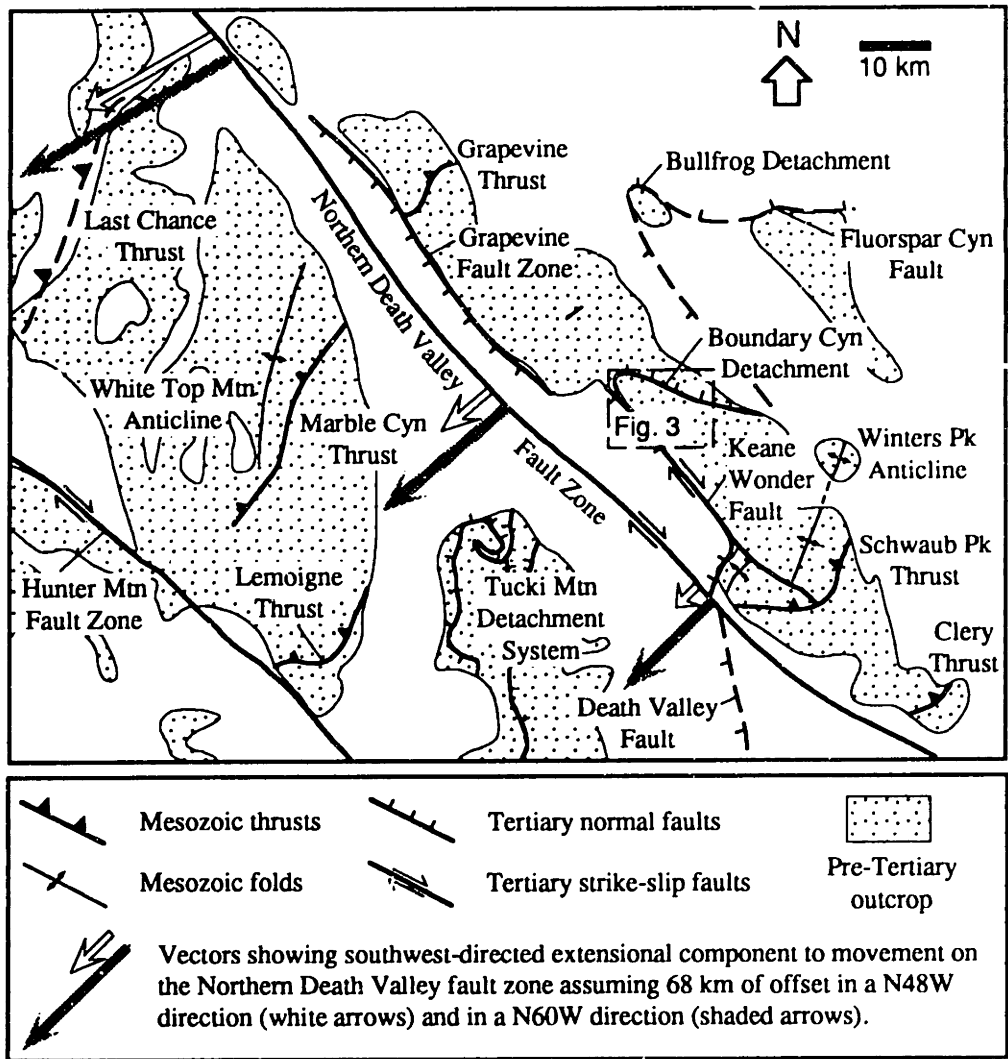 N
10 km
Grapevine
Thrust
Bullfrog Detachment
Last Chance
Thrust
Northern Death Valley
Grapevine
Fault Zone
Fluorspar Cyn
Fault
Boundary Cyn
Detachment
White Top Mtn
Anticline
Marble Cyn
Thrust
Fig. 3
Fault Zone
Keane
Wonder
Fault
Winters Pk
Anticline
Hunter Mtn
Fault Zone
Lemoigne
Thrust
Tucki Mtn
Detachment
System
Schwaub Pk
Thrust
Clery
Thrust
Death Valley
Fault
Mesozoic thrusts
Tertiary normal faults
Mesozoic folds
Tertiary strike-slip faults
Pre-Tertiary
outcrop
Vectors showing southwest-directed extensional component to movement on
the Northern Death Valley fault zone assuming 68 km of offset in a N48W
direction (white arrows) and in a N60W direction (shaded arrows).